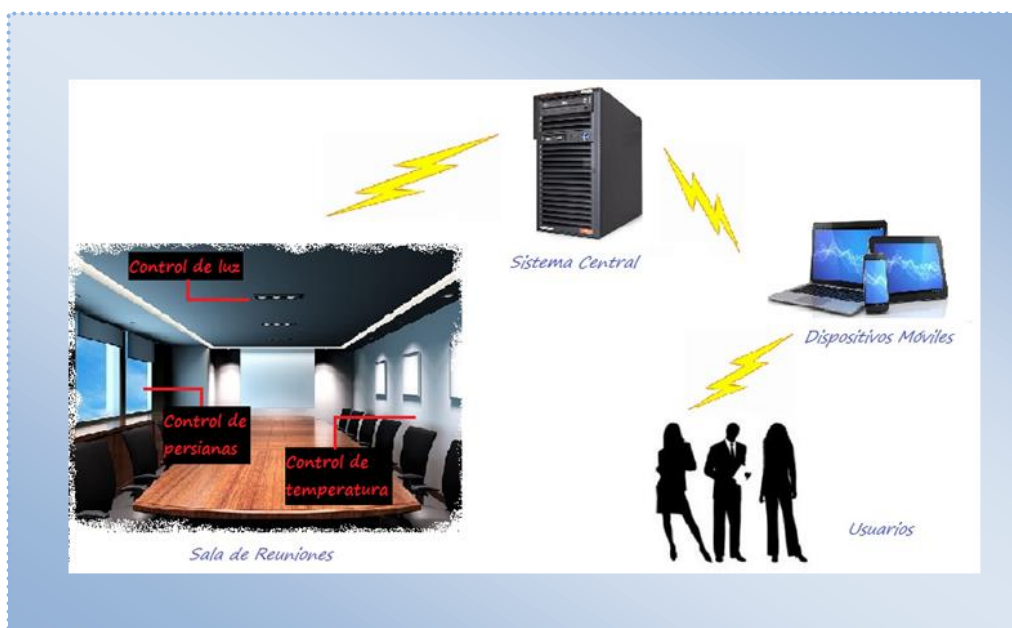 Sistema Central
Control de luz
Dispositivos Móviles
Control de
persianas
Control de
temperatura
Usuarios
Sala de Reuniones